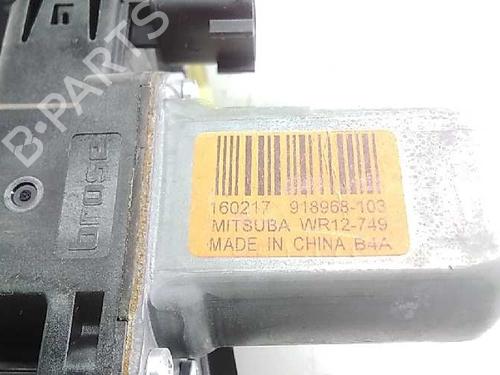 B-PARTS
brose
160217 918968-103
MITSUBA WR12-749
MADE IN CHINA B4A